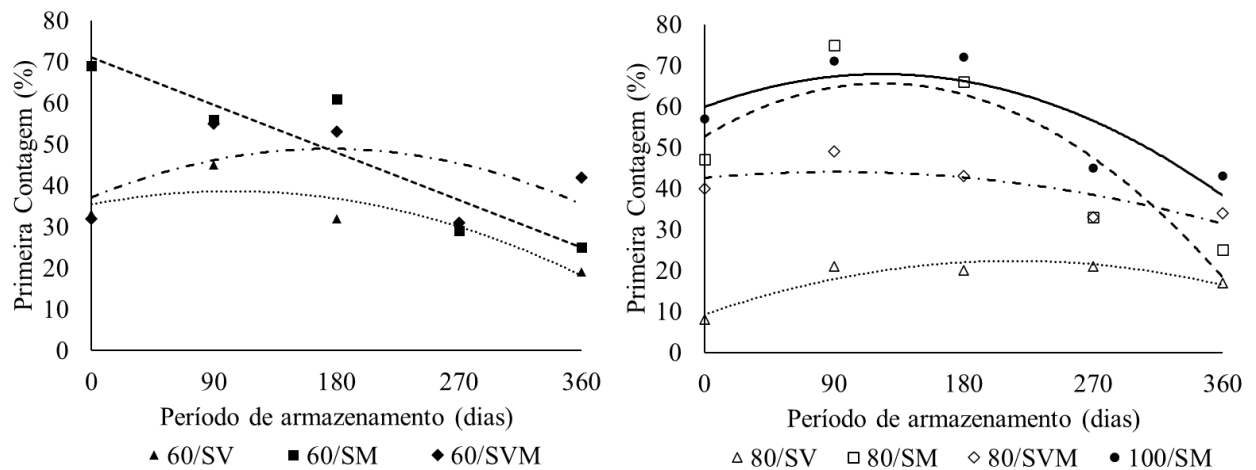 Primeira Contagem (%)
80
70
60
50
40
30
20
10
0
0 90 180 270 360
Período de armazenamento (dias)
60/SV 60/SM 60/SVM
Primeira Contagem (%)
80
70
60
50
40
30
20
10
0
0 90 180 270 360
Período de armazenamento (dias)
80/SV 80/SM 80/SVM 100/SM